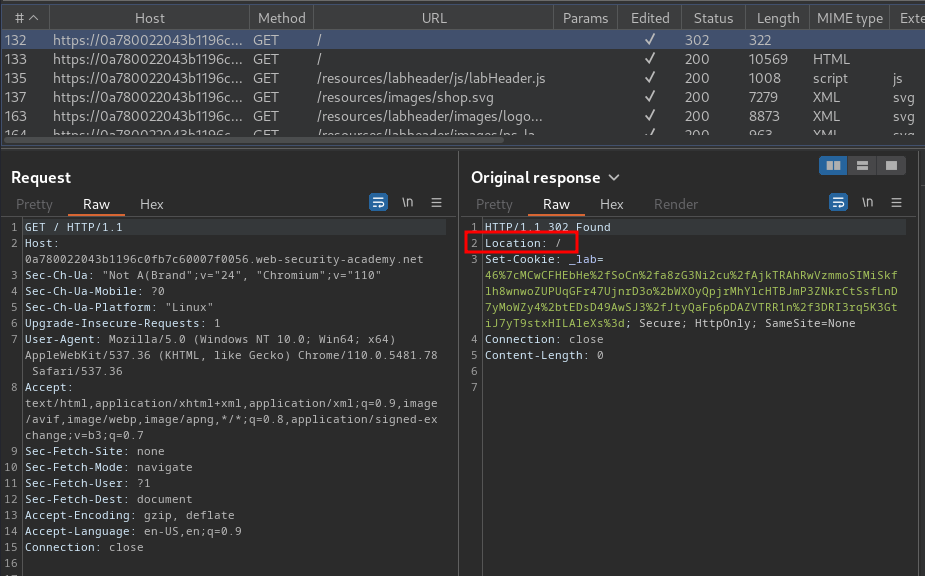 # Host Method URL Params Edited Status Length MIME type Exte
132 https://0a780022043b1196c... GET / ✓ 302 322
133 https://0a780022043b1196c... GET / ✓ 200 10569 HTML
135 https://0a780022043b1196c... GET /resources/labheader/js/labHeader.js ✓ 200 1008 script js
137 https://0a780022043b1196c... GET /resources/images/shop.svg ✓ 200 7279 XML svg
163 https://0a780022043b1196c... GET /resources/labheader/images/logo... ✓ 200 8873 XML svg
164 https://0a780022043b1196c... GET /resources/labheader/images/ps-la... ✓ 200 963 XML svg
Request
Pretty Raw Hex \n
1 GET / HTTP/1.1
2 Host:
0a780022043b1196c0fb7c60007f0056.web-security-academy.net
3 Sec-Ch-Ua: "Not A(Brand";v="24", "Chromium";v="110"
4 Sec-Ch-Ua-Mobile: ?0
5 Sec-Ch-Ua-Platform: "Linux"
6 Upgrade-Insecure-Requests: 1
7 User-Agent: Mozilla/5.0 (Windows NT 10.0; Win64; x64)
AppleWebKit/537.36 (KHTML, like Gecko) Chrome/110.0.5481.78
Safari/537.36
8 Accept:
text/html,application/xhtml+xml,application/xml;q=0.9,image
/avif,image/webp,image/apng,*/*;q=0.8,application/signed-ex
change;v=b3;q=0.7
9 Sec-Fetch-Site: none
10 Sec-Fetch-Mode: navigate
11 Sec-Fetch-User: ?1
12 Sec-Fetch-Dest: document
13 Accept-Encoding: gzip, deflate
14 Accept-Language: en-US,en;q=0.9
15 Connection: close
16
Original response
Pretty Raw Hex Render \n
1 HTTP/1.1 302 Found
2 Location: /
3 Set-Cookie: _lab=
46%7cMCwCFHEbHe%2fSoCn%2fa8zG3Ni2cu%2fAjkTRAhRwVzmmoSIMiSkf
lh8wnwoZUPUqGFr47UjnrD3o%2bWXOyQpjrMhYlcHTBJmP3ZNkrCtSsfLnD
7yMoWZy4%2btEDsD49AwSJ3%2fJtyQaFp6pDAZVTRR1n%2f3DRI3rq5K3Gt
iJ7yT9stxHILAleXs%3d; Secure; HttpOnly; SameSite=None
4 Connection: close
5 Content-Length: 0
6
7